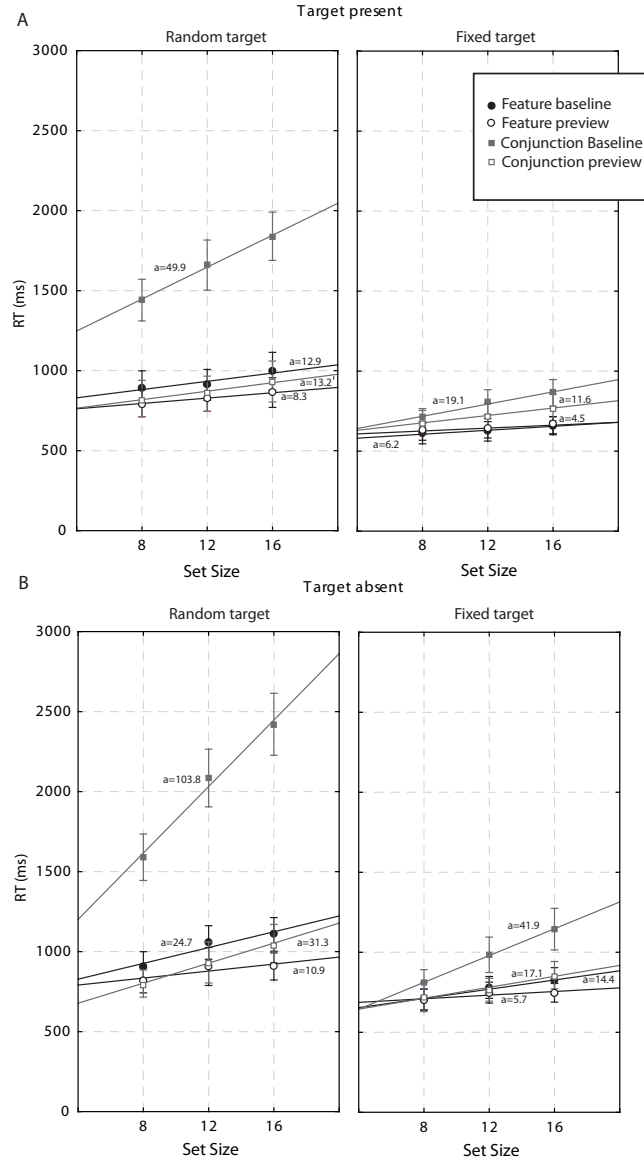 Target present
A
Random target
Fixed target
3000
2500
2000
1500
1000
500
0
RT (ms)
Feature baseline
Feature preview
Conjunction Baseline
Conjunction preview
a=49.9
a=12.9
a=13.2
a=8.3
a=19.1
a=11.6
a=4.5
a=6.2
8 12 16
8 12 16
Set Size
Set Size
B
Target absent
Random target
Fixed target
3000
2500
2000
1500
1000
500
0
RT (ms)
a=103.8
a=24.7
a=31.3
a=10.9
a=41.9
a=17.1
a=14.4
a=5.7
8 12 16
8 12 16
Set Size
Set Size